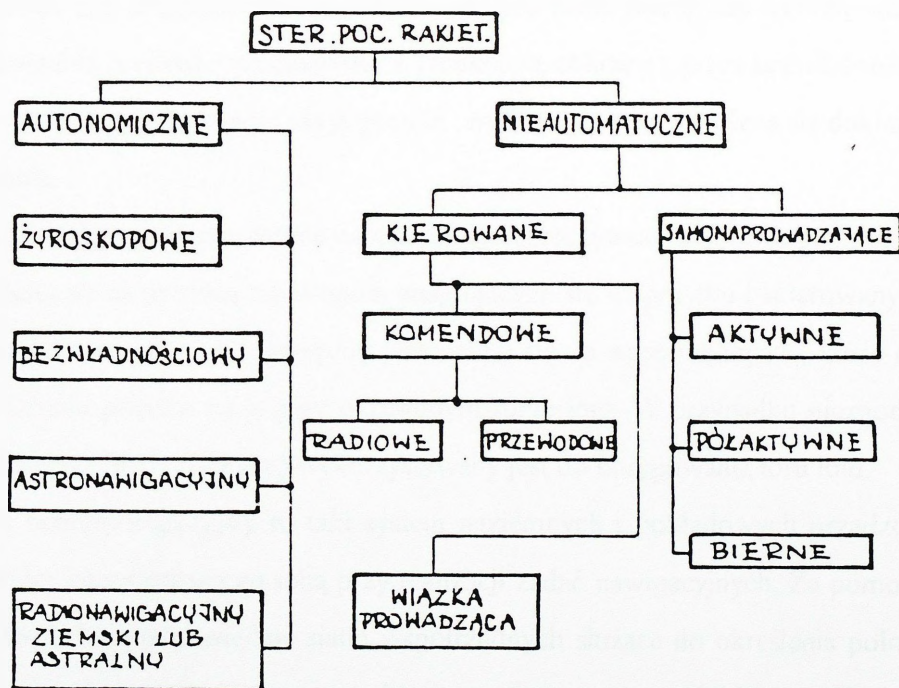 STER. POC. RAKIET.
AUTONOMICZNE
NIEAUTOMATYCZNE
ŻYROSKOPOWE
KIEROWANE
SAMONAPROWADZAJĄCE
BEZWŁADNOŚCIOWY
KOMENDOWE
AKTYWNE
RADIOWE
PRZEWODOWE
PÓŁAKTYWNE
ASTRONAWIGACYJNY
BIERNE
RADIONAWIGACYJNY
ZIEMSKI LUB
ASTRALNY
WIĄZKA
PROWADZĄCA